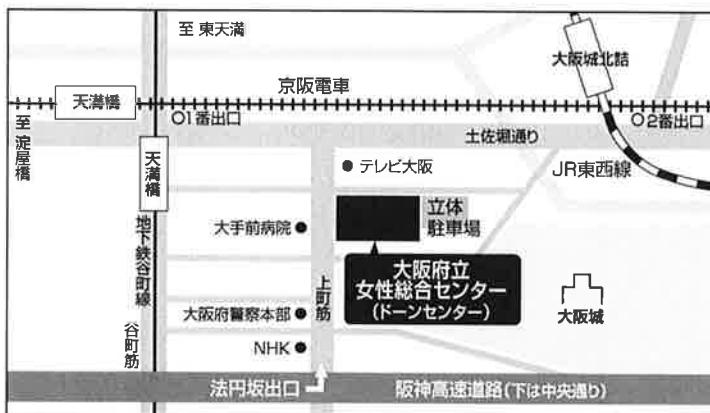 至 東天満
大阪城北詰
京阪電車
天満橋
1番出口
2番出口
至 淀屋橋
土佐堀通り
天満橋
テレビ大阪
JR東西線
立体
駐車場
大手前病院
地下鉄谷町線
上町筋
大阪府立
女性総合センター
(ドーンセンター)
大阪城
大阪府警察本部
谷町筋
NHK
法円坂出口
阪神高速道路(下は中央通り)